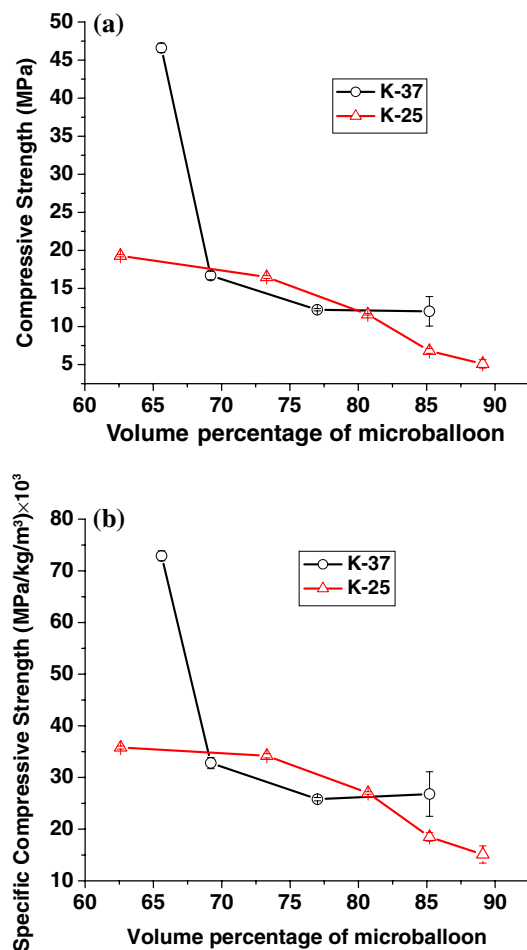 (a)
50
45
40
35
30
25
20
15
10
5
Compressive Strength (MPa)
K-37
K-25
60 65 70 75 80 85 90
Volume percentage of microballoon
(b)
80
70
60
50
40
30
20
10
Specific Compressive Strength (MPa/kg/m³)×10³
K-37
K-25
60 65 70 75 80 85 90
Volume percentage of microballoon